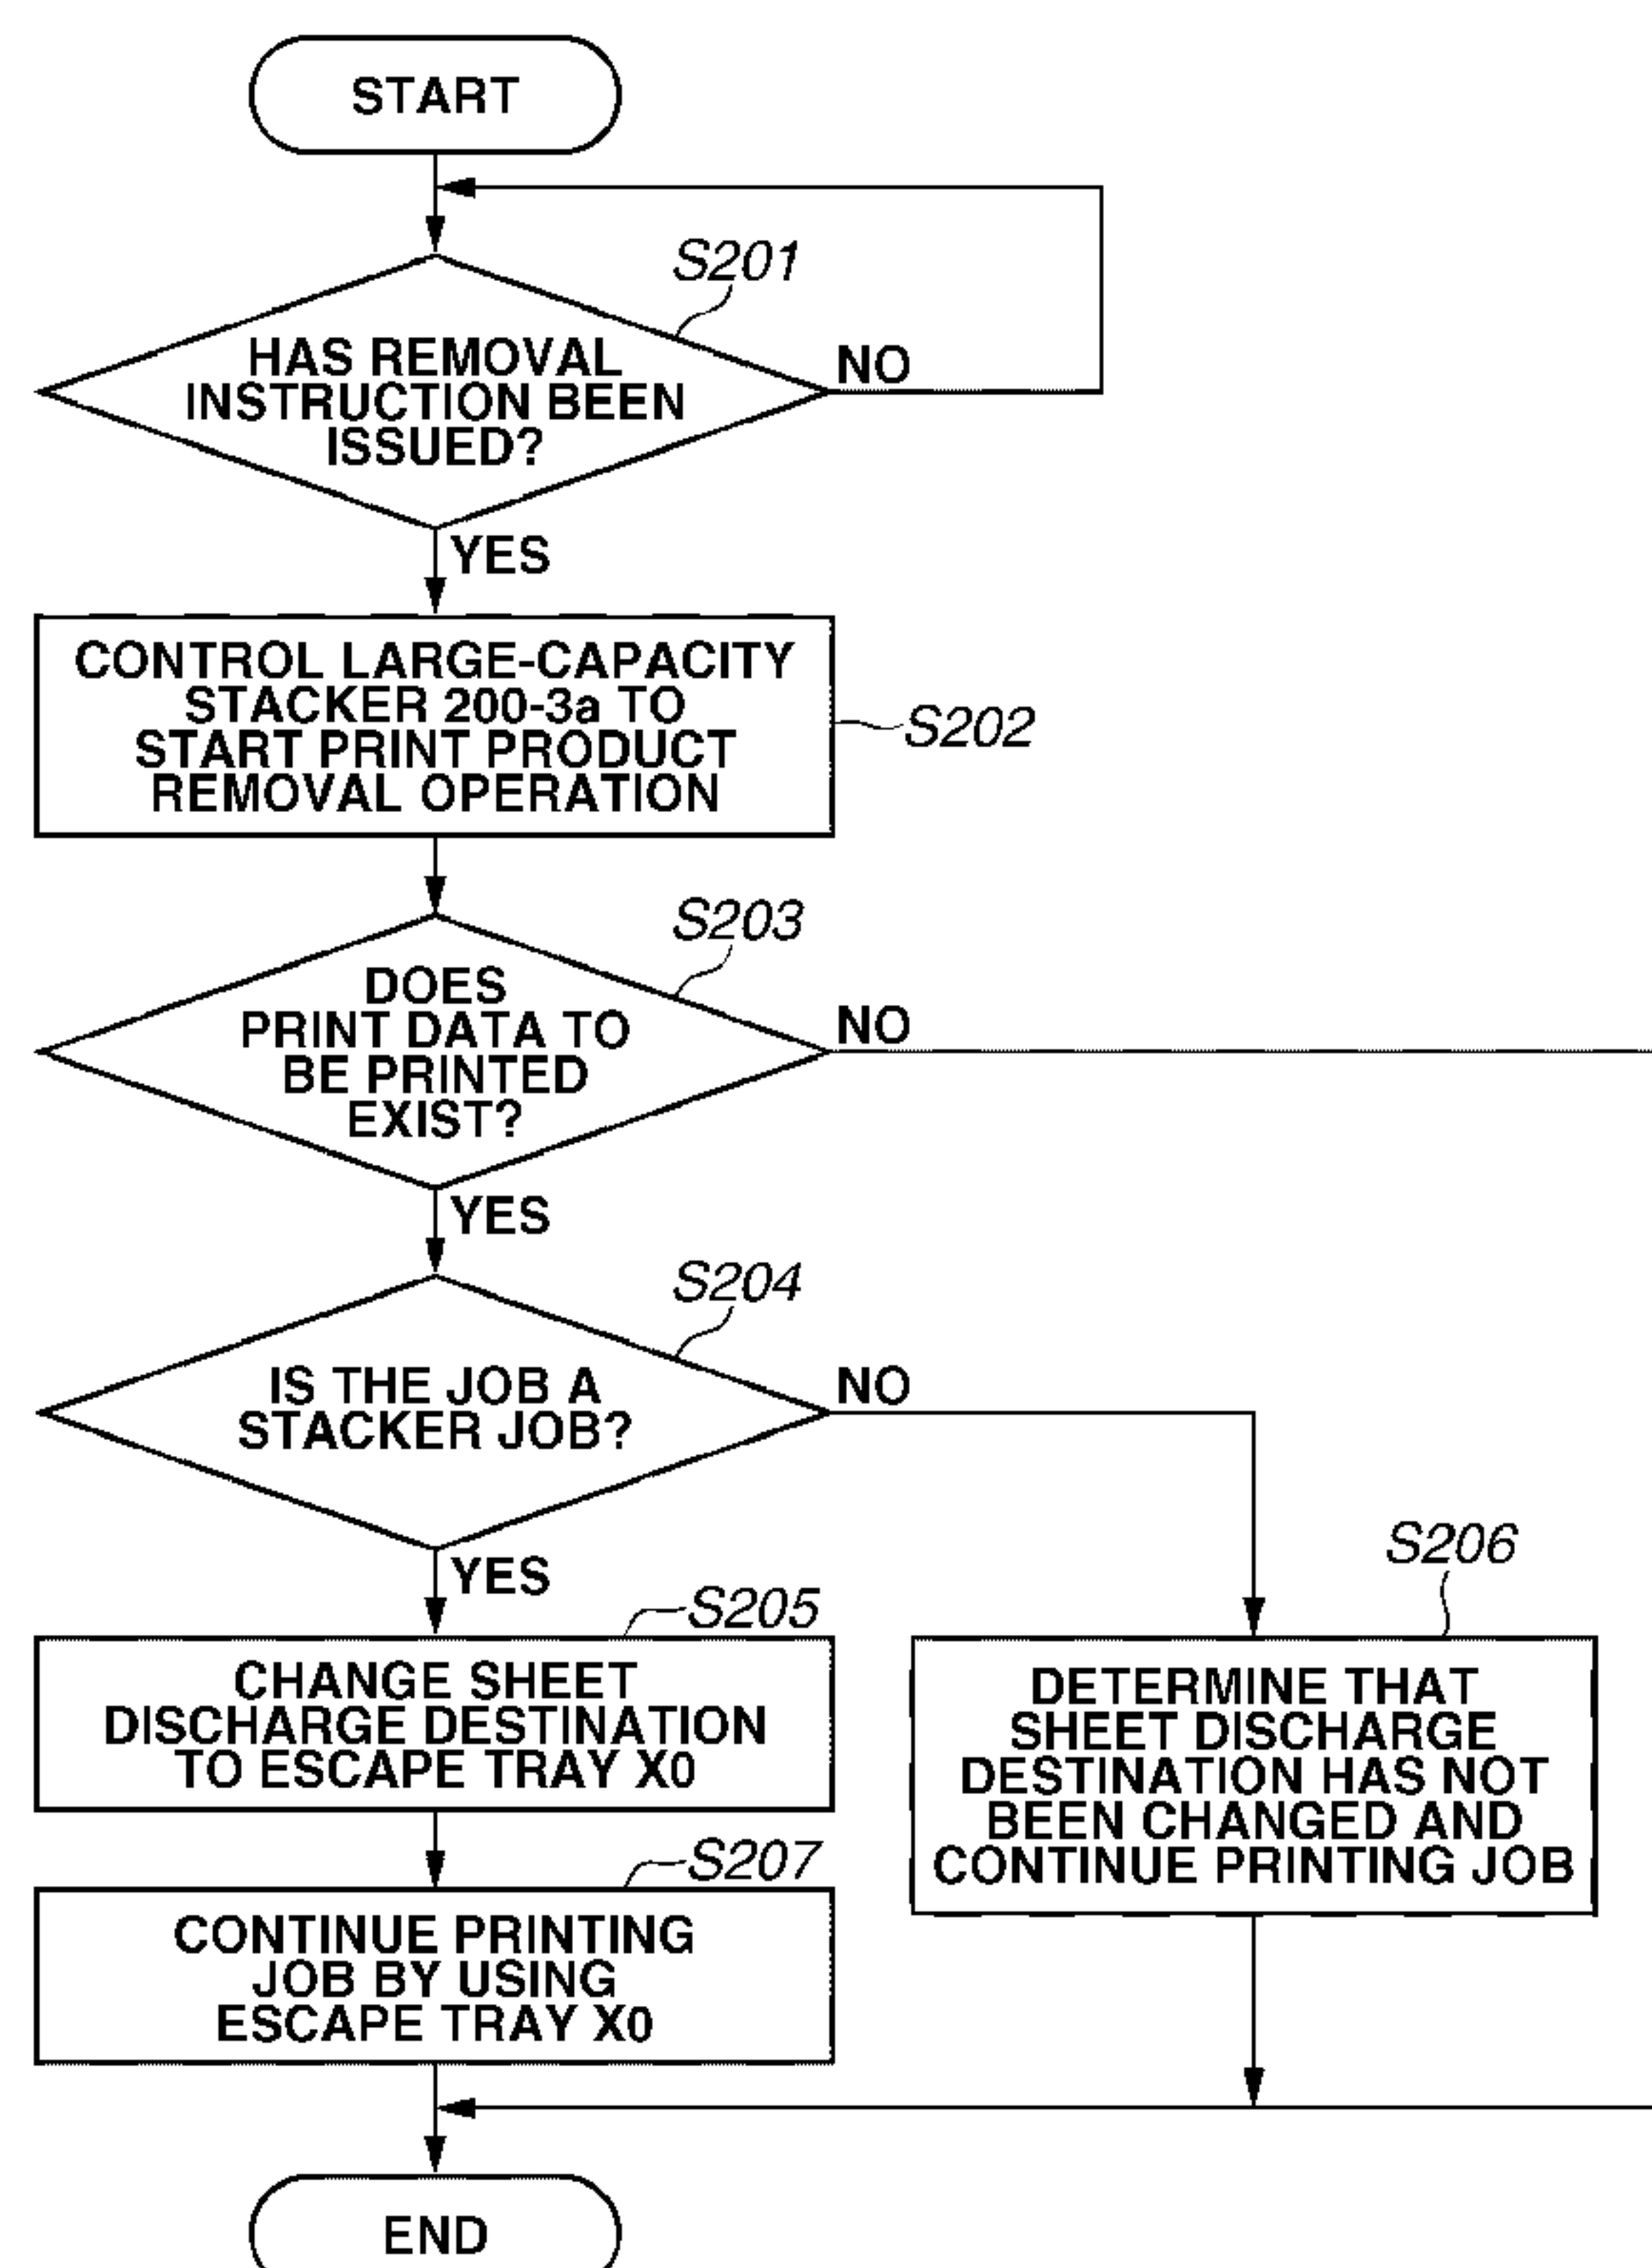 START
S201
HAS REMOVAL
INSTRUCTION BEEN
ISSUED?
NO
YES
CONTROL LARGE-CAPACITY
STACKER 200-3a TO
START PRINT PRODUCT
REMOVAL OPERATION
S202
S203
DOES
PRINT DATA TO
BE PRINTED
EXIST?
NO
YES
S204
IS THE JOB A
STACKER JOB?
NO
YES
S205
CHANGE SHEET
DISCHARGE DESTINATION
TO ESCAPE TRAY X0
S206
DETERMINE THAT
SHEET DISCHARGE
DESTINATION HAS NOT
BEEN CHANGED AND
CONTINUE PRINTING JOB
S207
CONTINUE PRINTING
JOB BY USING
ESCAPE TRAY X0
END